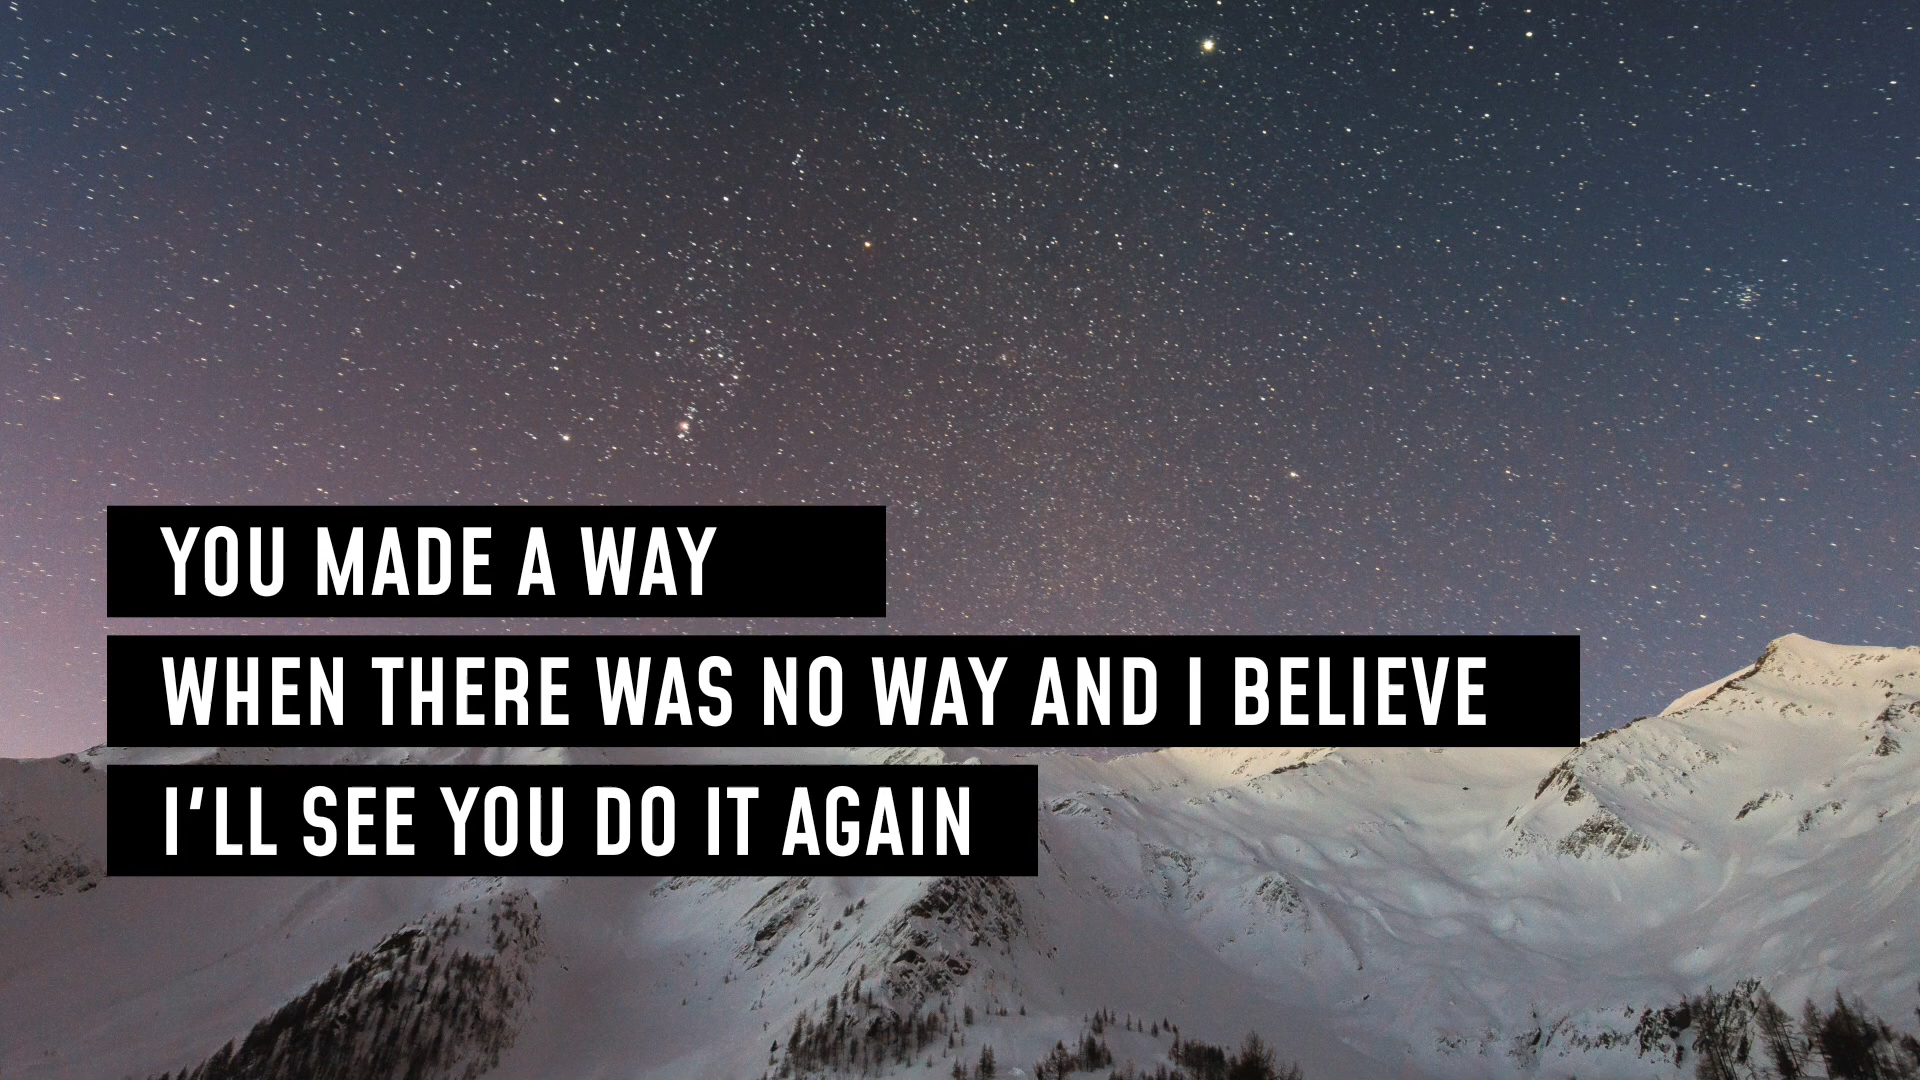 YOU MADE A WAY
WHEN THERE WAS NO WAY AND I BELIEVE
I'LL SEE YOU DO IT AGAIN